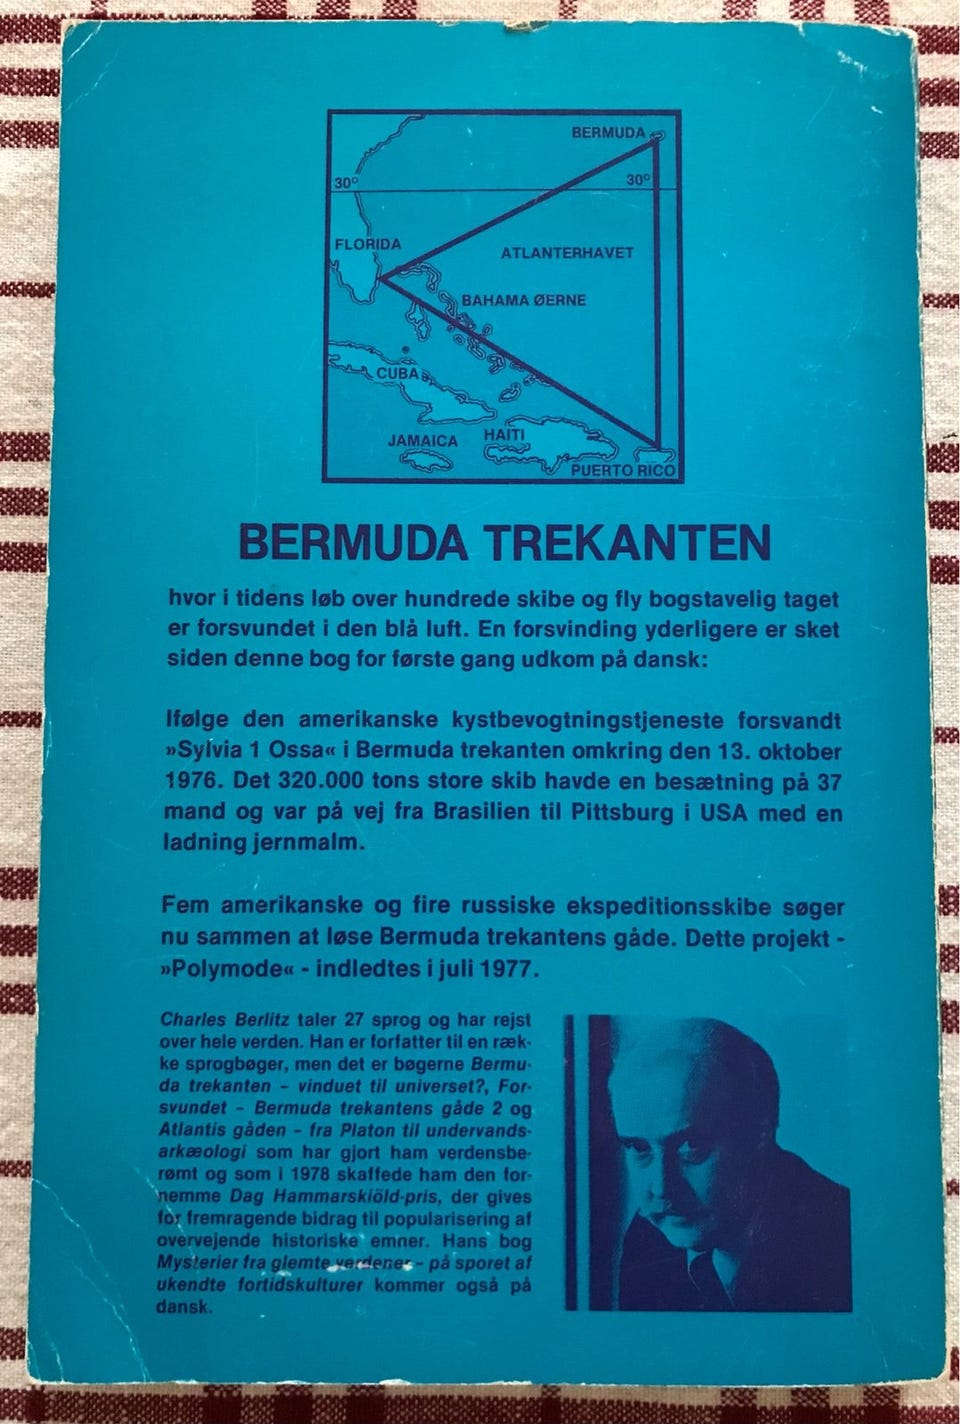 BERMUDA
30° 30°
FLORIDA
ATLANTERHAVET
BAHAMA ØERNE
CUBA
JAMAICA HAITI
PUERTO RICO
BERMUDA TREKANTEN
hvor i tidens løb over hundrede skibe og fly bogstavelig taget
er forsvundet i den blå luft. En forsvinding yderligere er sket
siden denne bog for første gang udkom på dansk:
Ifølge den amerikanske kystbevogtningstjeneste forsvandt
»Sylvia 1 Ossa« i Bermuda trekanten omkring den 13. oktober
1976. Det 320.000 tons store skib havde en besætning på 37
mand og var på vej fra Brasilien til Pittsburg i USA med en
ladning jernmalm.
Fem amerikanske og fire russiske ekspeditionsskibe søger
nu sammen at løse Bermuda trekantens gåde. Dette projekt -
»Polymode« - indledtes i juli 1977.
Charles Berlitz taler 27 sprog og har rejst
over hele verden. Han er forfatter til en ræk-
ke sprogbøger, men det er bøgerne Bermu-
da trekanten – vinduet til universet?, For-
svundet – Bermuda trekantens gåde 2 og
Atlantis gåden – fra Platon til undervands-
arkæologi som har gjort ham verdensbe-
rømt og som i 1978 skaffede ham den for-
nemme Dag Hammarskiöld-pris, der gives
for fremragende bidrag til popularisering af
overvejende historiske emner. Hans bog
Mysterier fra glemte verdener – på sporet af
ukendte fortidskulturer kommer også på
dansk.